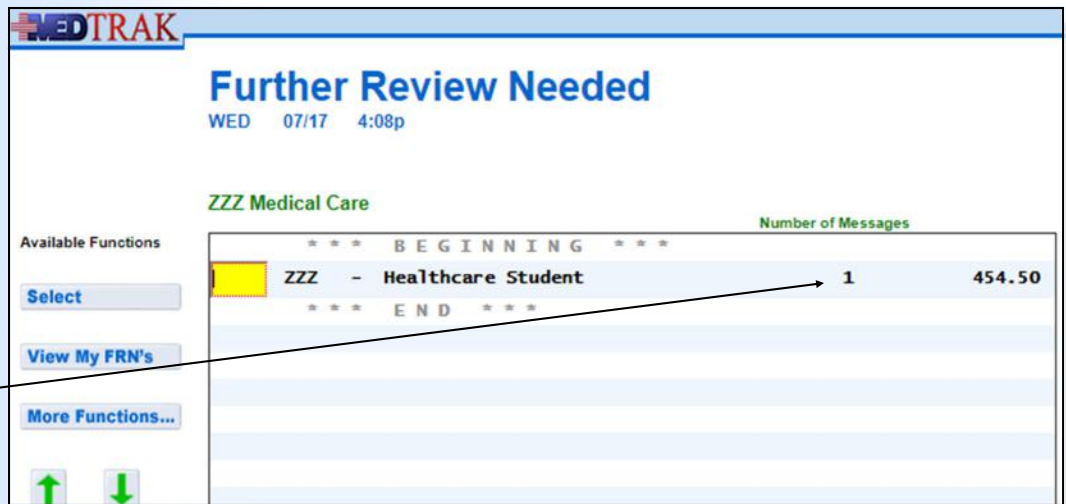 MEDTRAK
Further Review Needed
WED 07/17 4:08p
ZZZ Medical Care
Number of Messages
Available Functions
* * * B E G I N N I N G * * *
ZZZ - Healthcare Student 1 454.50
Select
* * * E N D * * *
View My FRN's
More Functions...